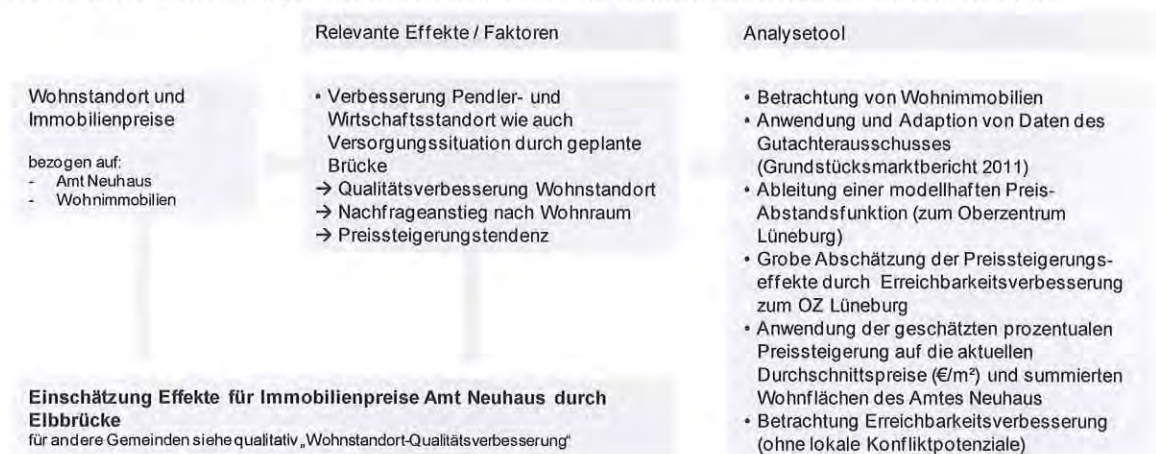 Relevante Effekte / Faktoren
Analysetool
Wohnstandort und
Immobilienpreise
bezogen auf:
- Amt Neuhaus
- Wohnimmobilien
• Verbesserung Pendler- und
Wirtschaftsstandort wie auch
Versorgungssituation durch geplante
Brücke
→ Qualitätsverbesserung Wohnstandort
→ Nachfrageanstieg nach Wohnraum
→ Preissteigerungstendenz
• Betrachtung von Wohnimmobilien
• Anwendung und Adaption von Daten des
Gutachterausschusses
(Grundstücksmarktbericht 2011)
• Ableitung einer modellhaften Preis-
Abstandsfunktion (zum Oberzentrum
Lüneburg)
• Grobe Abschätzung der Preissteigerungs-
effekte durch Erreichbarkeitsverbesserung
zum OZ Lüneburg
• Anwendung der geschätzten prozentualen
Preissteigerung auf die aktuellen
Durchschnittspreise (€/m²) und summierten
Wohnflächen des Amtes Neuhaus
• Betrachtung Erreichbarkeitsverbesserung
(ohne lokale Konfliktpotenziale)
Einschätzung Effekte für Immobilienpreise Amt Neuhaus durch
Elbbrücke
für andere Gemeinden siehe qualitativ „Wohnstandort-Qualitätsverbesserung"